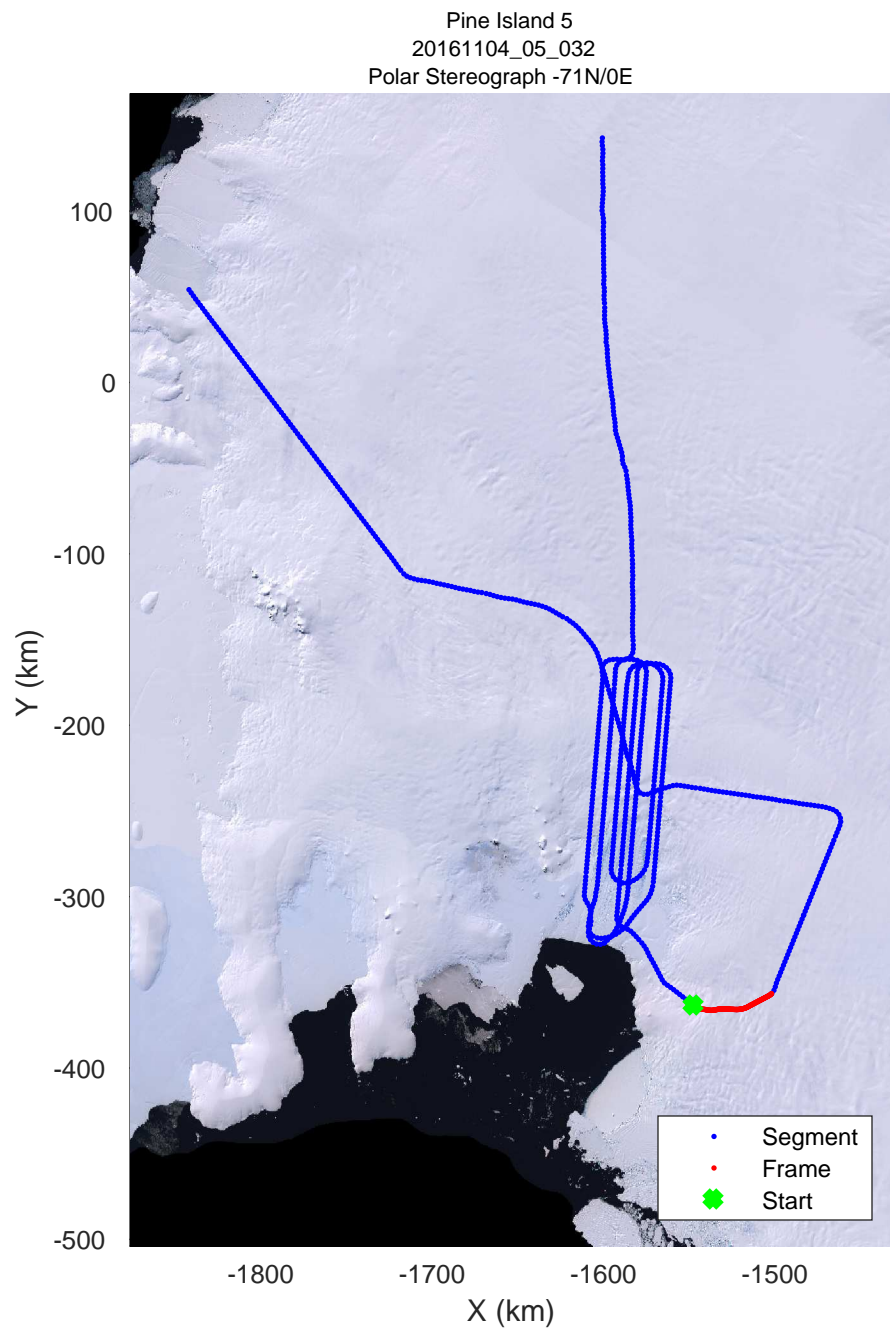 Pine Island 5
20161104_05_032
Polar Stereograph -71N/0E
100
0
-100
-200
-300
-400
-500
Y (km)
-1800
-1700
-1600
-1500
X (km)
Segment
Frame
Start